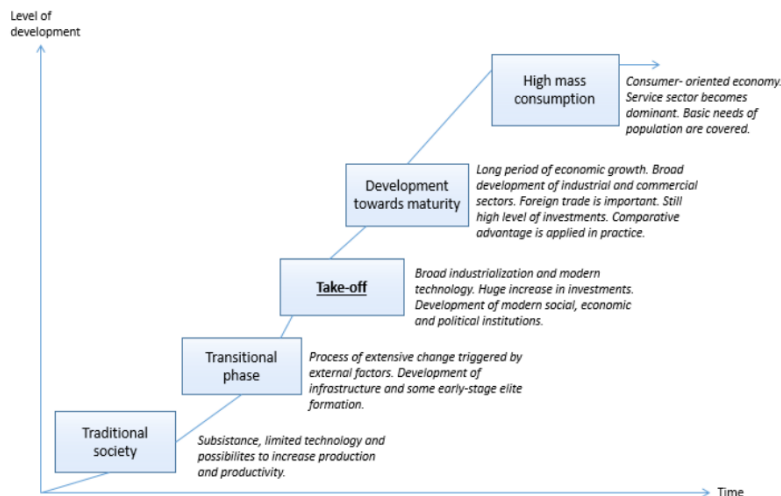 Level of
development
High mass
consumption
Consumer- oriented economy.
Service sector becomes
dominant. Basic needs of
population are covered.
Development
towards maturity
Long period of economic growth. Broad
development of industrial and commercial
sectors. Foreign trade is important. Still
high level of investments. Comparative
advantage is applied in practice.
Take-off
Broad industrialization and modern
technology. Huge increase in investments.
Development of modern social, economic
and political institutions.
Transitional
phase
Process of extensive change triggered by
external factors. Development of
infrastructure and some early-stage elite
formation.
Traditional
society
Subsistance, limited technology and
possibilites to increase production
and productivity.
Time